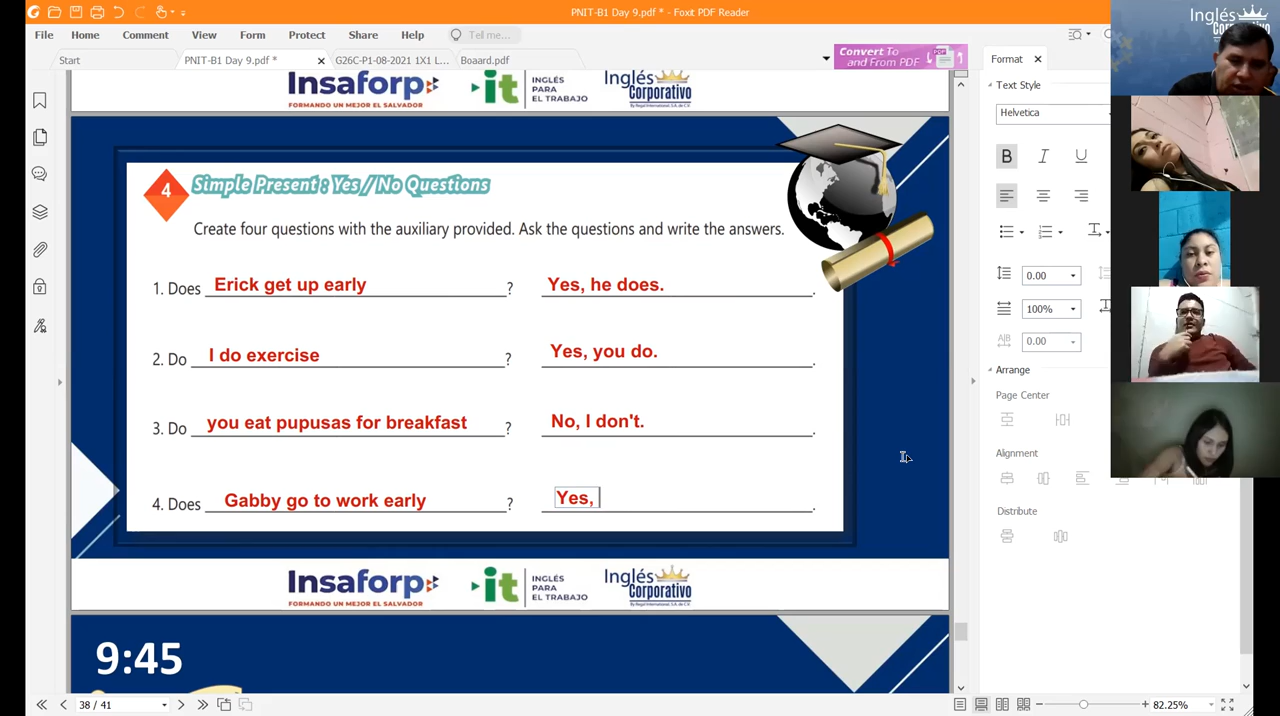 PNIT-B1 Day 9.pdf * - Foxit PDF Reader
File Home Comment View Form Protect Share Help Tell me...
Start PNIT-B1 Day 9.pdf * G26C-P1-08-2021 1X1 L... Boaard.pdf
Convert To
and From PDF
Format
Text Style
Helvetica
B I U
0.00
100%
0.00
Arrange
Page Center
Alignment
Distribute
Inglés
Corporativo
Insaforp
FORMANDO UN MEJOR EL SALVADOR
it INGLÉS
PARA
EL TRABAJO
Inglés
Corporativo
4 Simple Present : Yes/No Questions
Create four questions with the auxiliary provided. Ask the questions and write the answers.
1. Does Erick get up early ? Yes, he does. .
2. Do I do exercise ? Yes, you do. .
3. Do you eat pupusas for breakfast ? No, I don't. .
4. Does Gabby go to work early ? Yes, .
Insaforp
FORMANDO UN MEJOR EL SALVADOR
it INGLÉS
PARA
EL TRABAJO
Inglés
Corporativo
9:45
38 / 41
82.25%